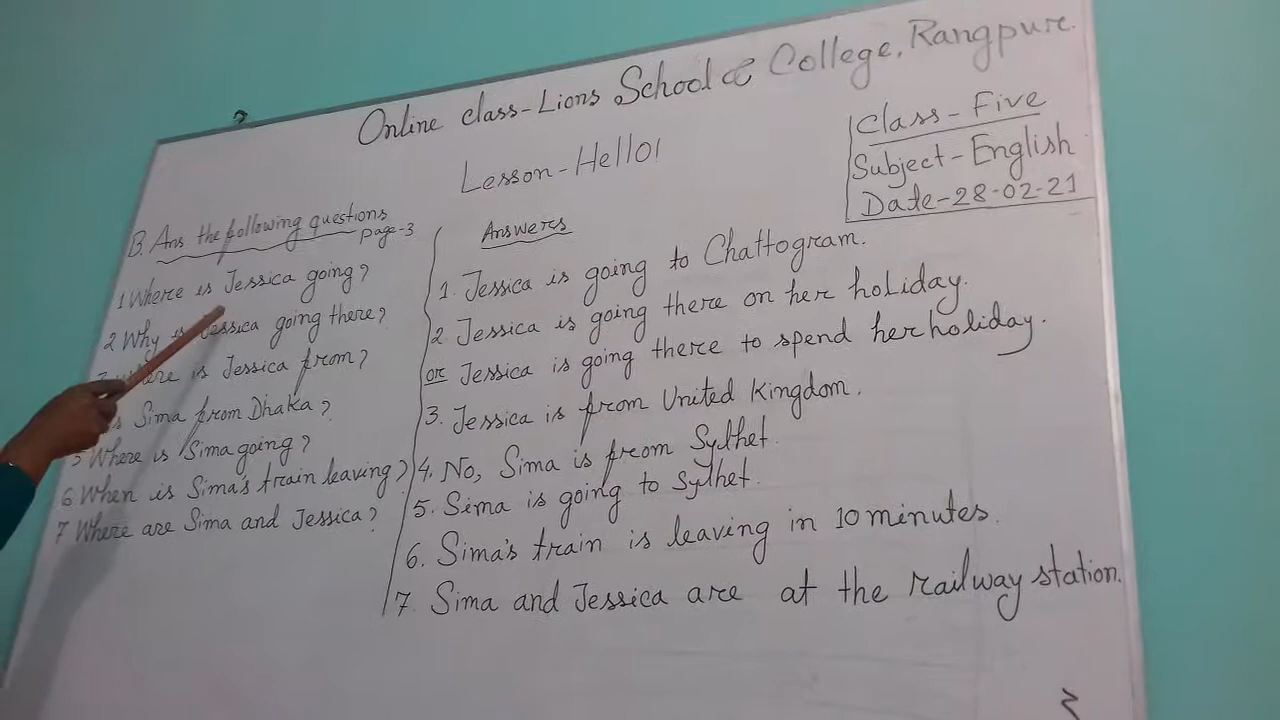 Online class-Lions School & College, Rangpure.
Lesson-Hello!
Class-Five
Subject-English
Date-28-02-21
B. Ans the following questions
page-3
1 Where is Jessica going?
2 Why is Jessica going there?
Where is Jessica from?
Is Sima from Dhaka?
5 Where is Sima going?
6 When is Sima's train leaving?
7 Where are Sima and Jessica?
Answers
1. Jessica is going to Chattogram.
2. Jessica is going there on her holiday.
or Jessica is going there to spend her holiday.
3. Jessica is from United Kingdom.
4. No, Sima is from Sylhet.
5. Sima is going to Sylhet.
6. Sima's train is leaving in 10 minutes.
7. Sima and Jessica are at the railway station.